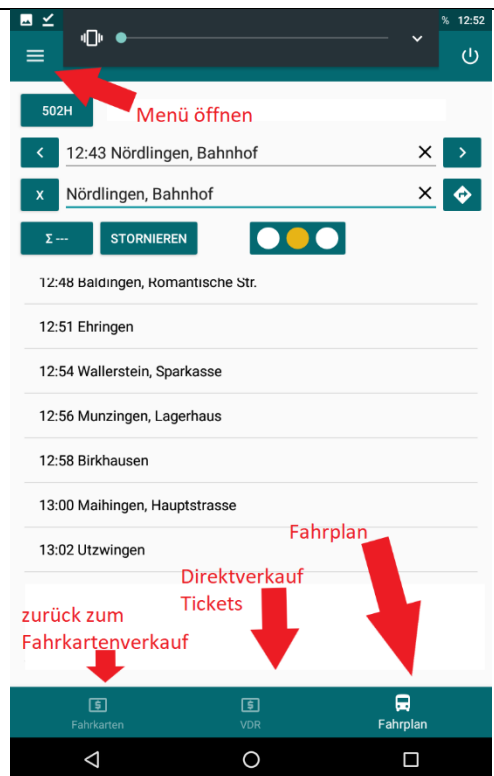 % 12:52
Menü öffnen
502H
< 12:43 Nördlingen, Bahnhof X >
x Nördlingen, Bahnhof X
Σ --- STORNIEREN
12:48 Baldingen, Romantische Str.
12:51 Ehringen
12:54 Wallerstein, Sparkasse
12:56 Munzingen, Lagerhaus
12:58 Birkhausen
13:00 Maihingen, Hauptstrasse
13:02 Utzwingen
Fahrplan
Direktverkauf
Tickets
zurück zum
Fahrkartenverkauf
Fahrkarten VDR Fahrplan